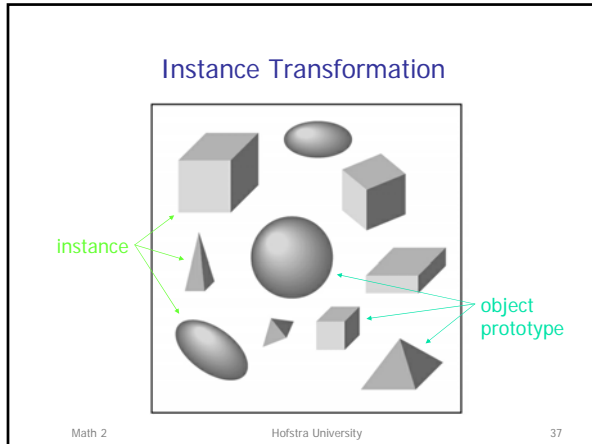 Instance Transformation
instance
object
prototype
Math 2
Hofstra University
37